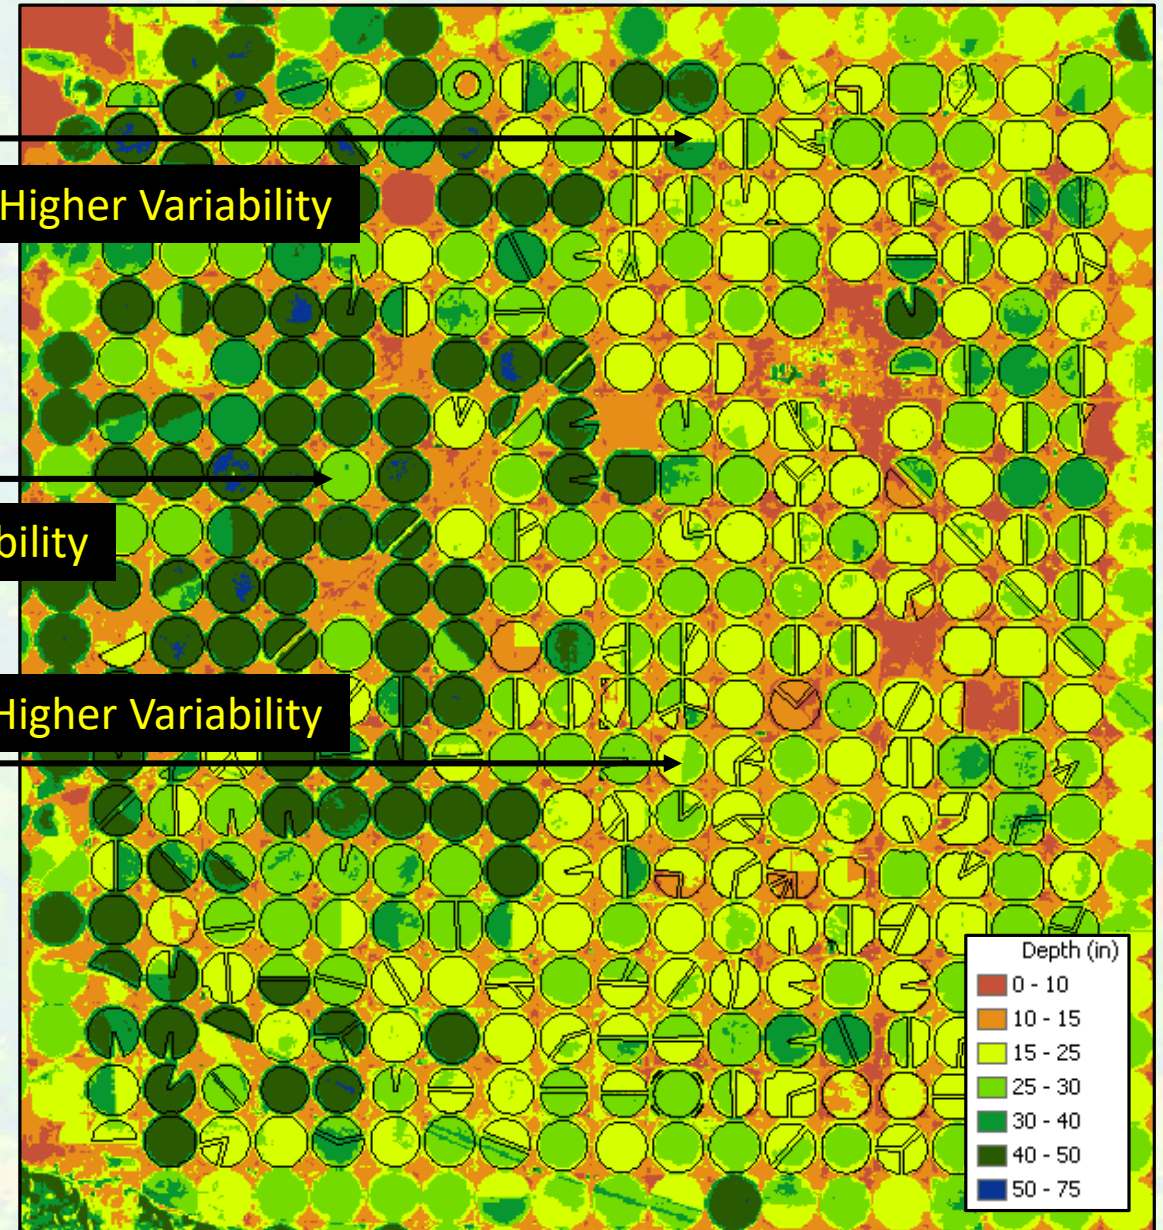 Higher Variability
bility
Higher Variability
Depth (in)
0 - 10
10 - 15
15 - 25
25 - 30
30 - 40
40 - 50
50 - 75